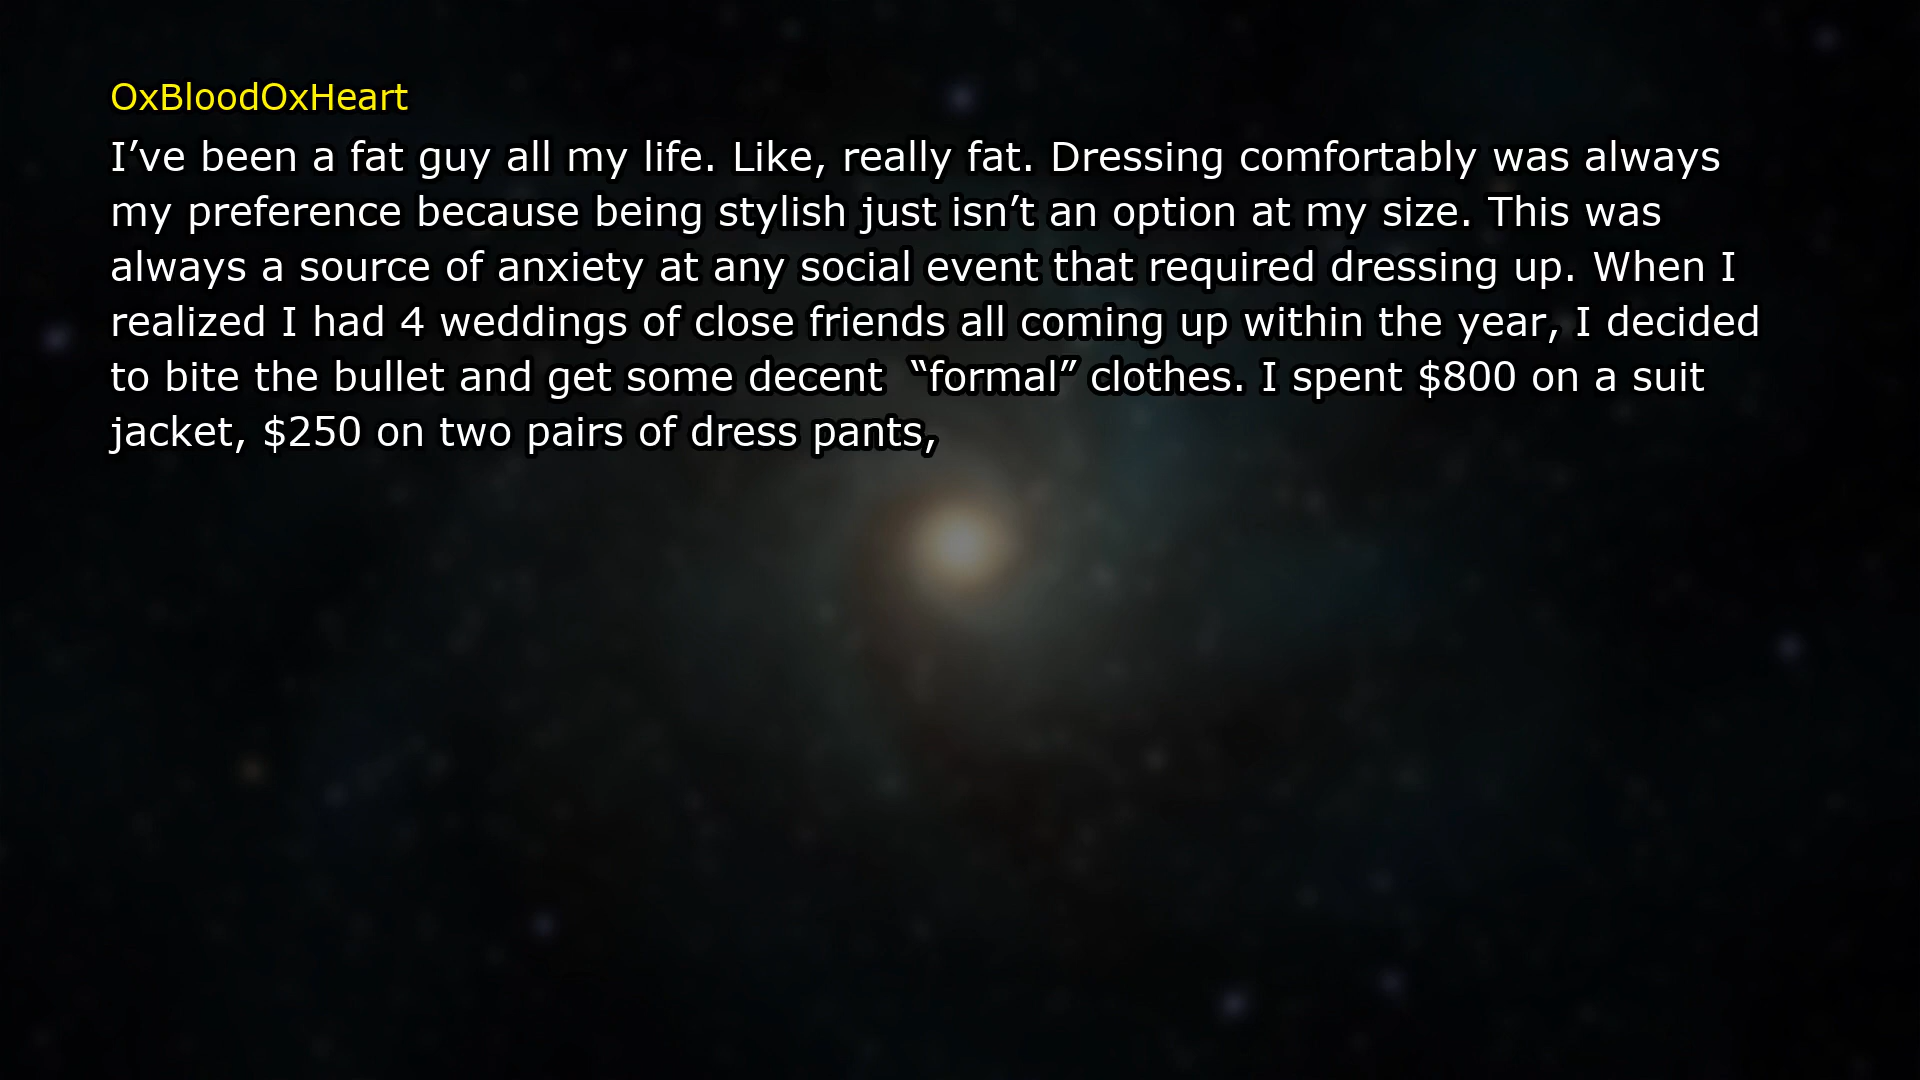 OxBloodOxHeart
I’ve been a fat guy all my life. Like, really fat. Dressing comfortably was always
my preference because being stylish just isn’t an option at my size. This was
always a source of anxiety at any social event that required dressing up. When I
realized I had 4 weddings of close friends all coming up within the year, I decided
to bite the bullet and get some decent  “formal” clothes. I spent $800 on a suit
jacket, $250 on two pairs of dress pants,